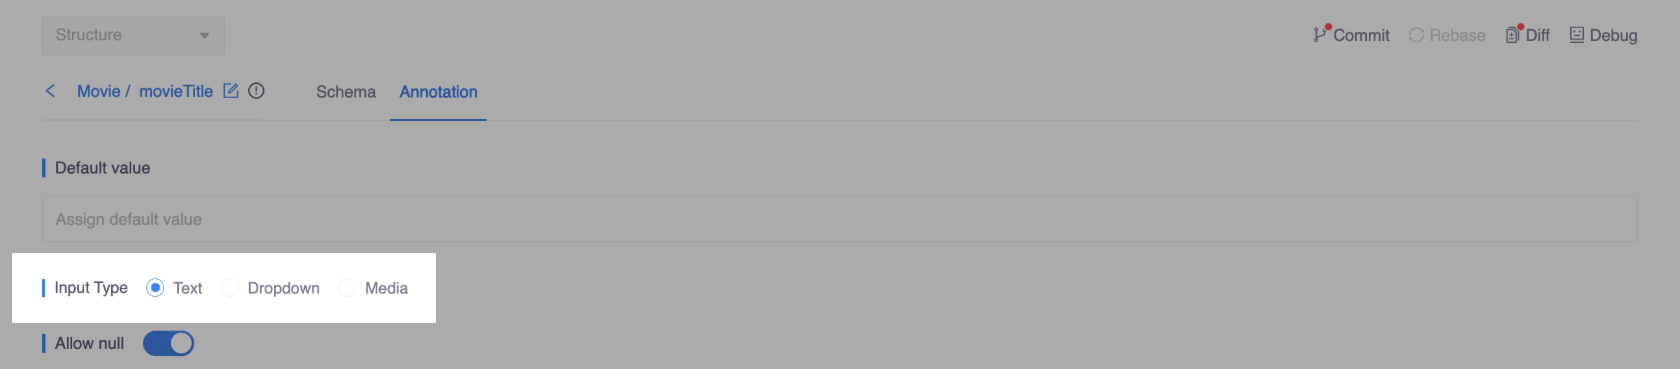 Structure
Commit Rebase Diff Debug
Movie / movieTitle Schema Annotation
Default value
Assign default value
Input Type Text Dropdown Media
Allow null